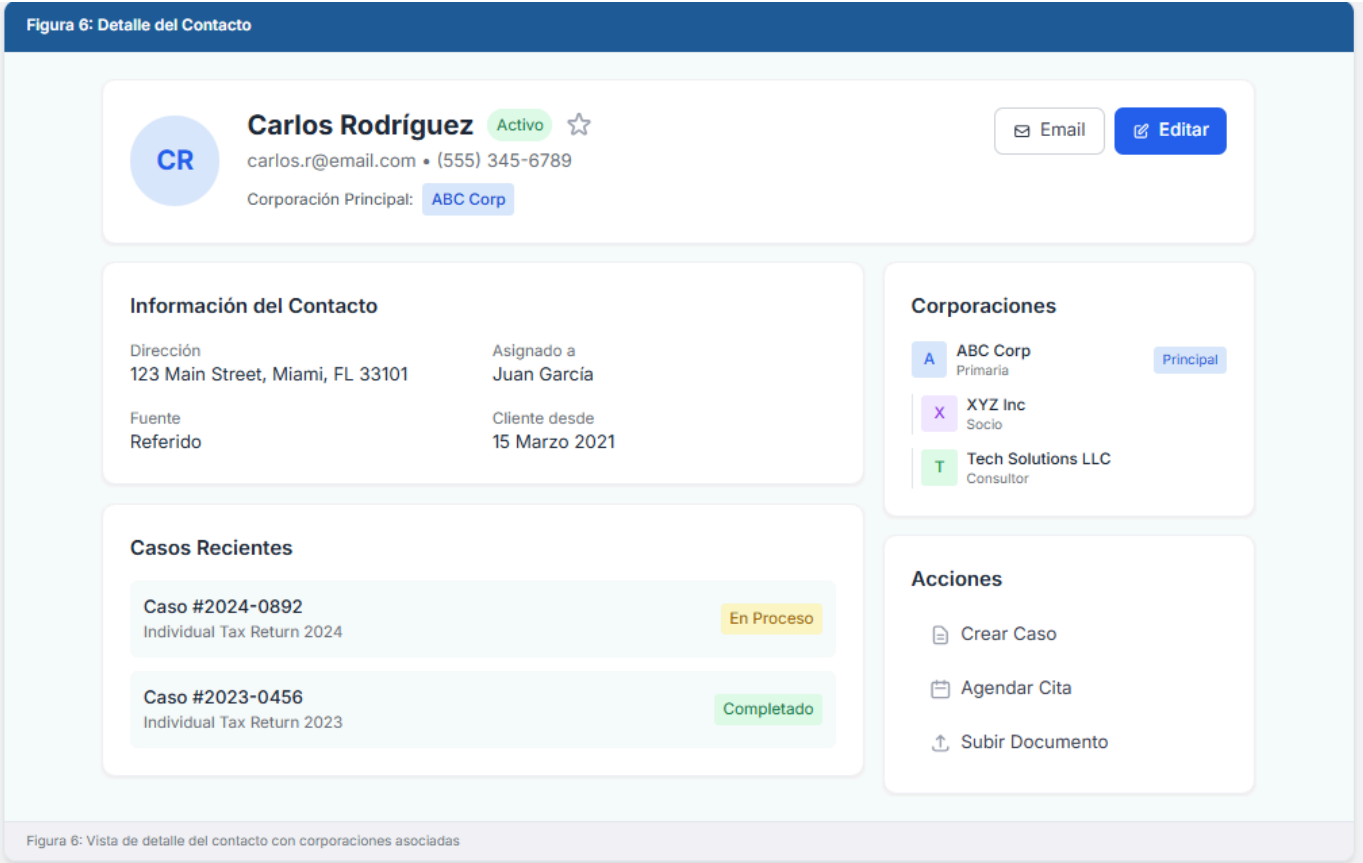 Figura 6: Detalle del Contacto
CR
Carlos Rodríguez
Activo
carlos.r@email.com • (555) 345-6789
Corporación Principal: ABC Corp
Email
Editar
Información del Contacto
Dirección
123 Main Street, Miami, FL 33101
Asignado a
Juan García
Fuente
Referido
Cliente desde
15 Marzo 2021
Casos Recientes
Caso #2024-0892
Individual Tax Return 2024
En Proceso
Caso #2023-0456
Individual Tax Return 2023
Completado
Corporaciones
A
ABC Corp
Primaria
Principal
X
XYZ Inc
Socio
T
Tech Solutions LLC
Consultor
Acciones
Crear Caso
Agendar Cita
Subir Documento
Figura 6: Vista de detalle del contacto con corporaciones asociadas